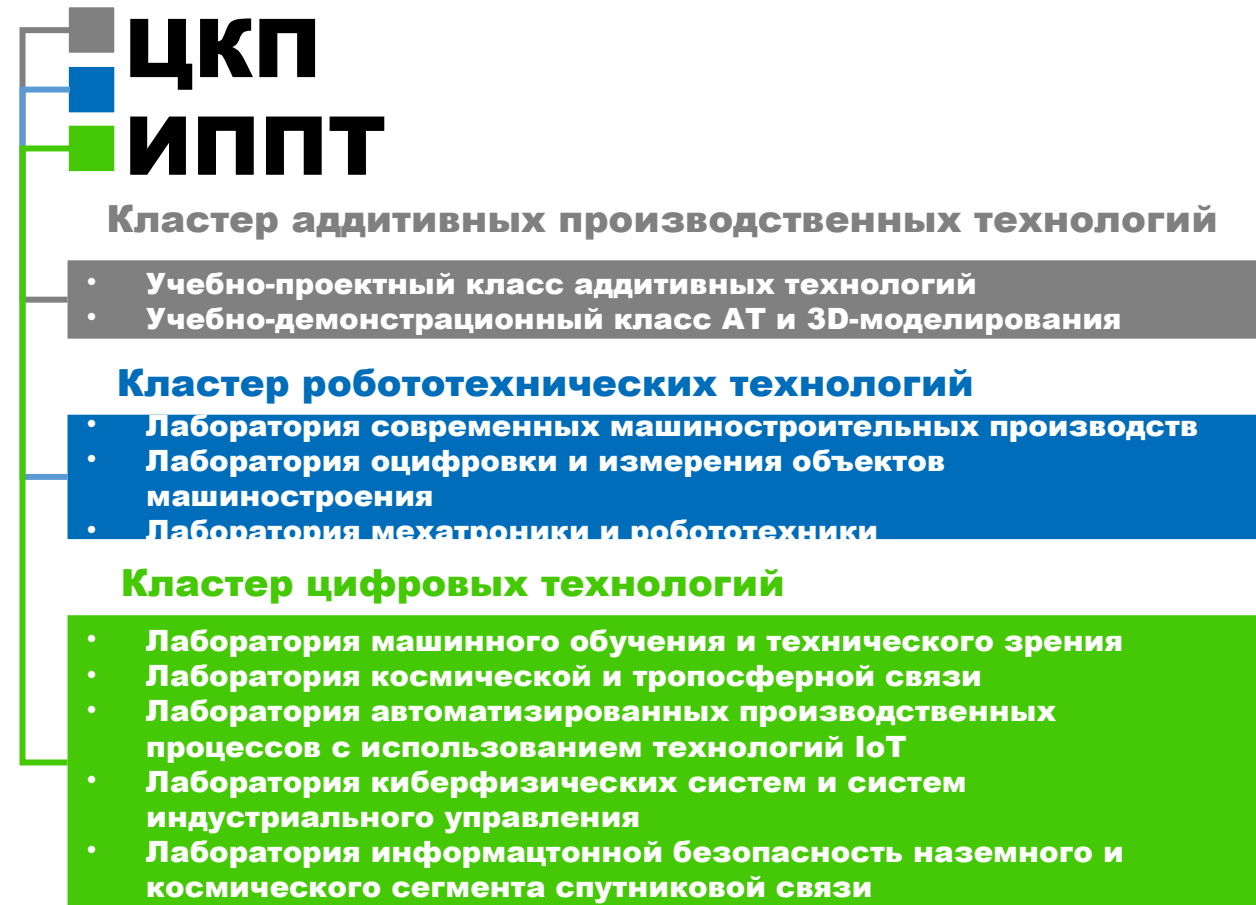 ЦКП
ИППТ
Кластер аддитивных производственных технологий
• Учебно-проектный класс аддитивных технологий
• Учебно-демонстрационный класс АТ и 3D-моделирования
Кластер робототехнических технологий
• Лаборатория современных машиностроительных производств
• Лаборатория оцифровки и измерения объектов
машиностроения
• Лаборатория мехатроники и робототехники
Кластер цифровых технологий
• Лаборатория машинного обучения и технического зрения
• Лаборатория космической и тропосферной связи
• Лаборатория автоматизированных производственных
процессов с использованием технологий IoT
• Лаборатория киберфизических систем и систем
индустриального управления
• Лаборатория информацтонной безопасность наземного и
космического сегмента спутниковой связи